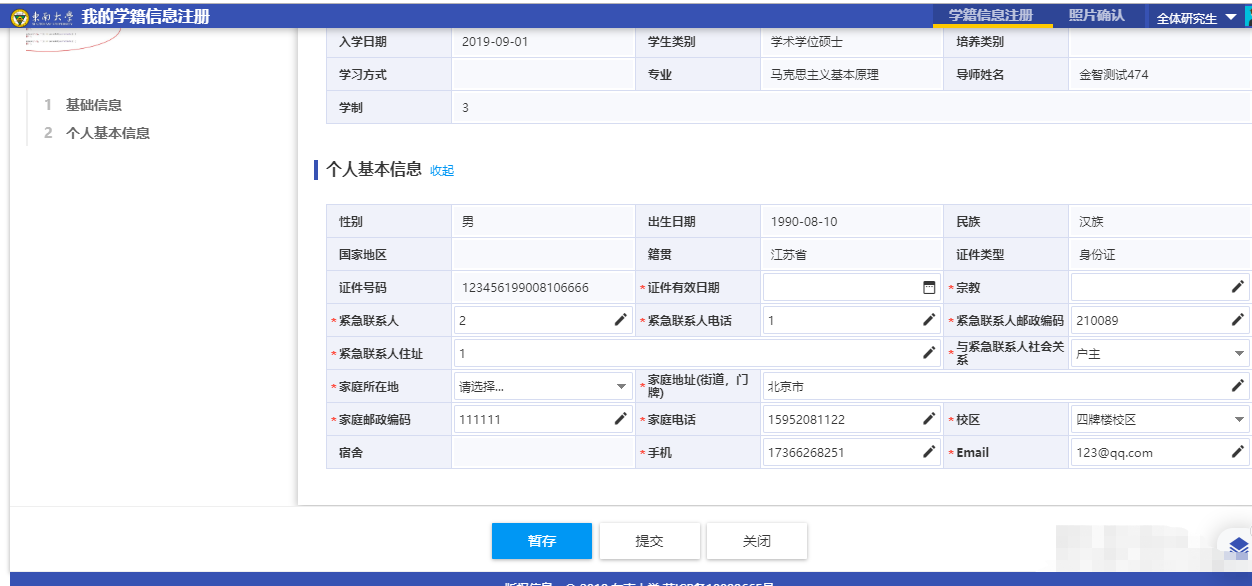 东南大学 我的学籍信息注册 学籍信息注册 照片确认 全体研究生
1 基础信息
2 个人基本信息
入学日期 2019-09-01 学生类别 学术学位硕士 培养类别
学习方式 专业 马克思主义基本原理 导师姓名 金智测试474
学制 3
个人基本信息 收起
性别 男 出生日期 1990-08-10 民族 汉族
国家地区 籍贯 江苏省 证件类型 身份证
证件号码 123456199008106666 *证件有效日期 *宗教
*紧急联系人 2 *紧急联系人电话 1 *紧急联系人邮政编码 210089
*紧急联系人住址 1 *与紧急联系人社会关
系 户主
*家庭所在地 请选择... *家庭地址(街道，门
牌) 北京市
*家庭邮政编码 111111 *家庭电话 15952081122 *校区 四牌楼校区
宿舍 *手机 17366268251 *Email 123@qq.com
暂存 提交 关闭